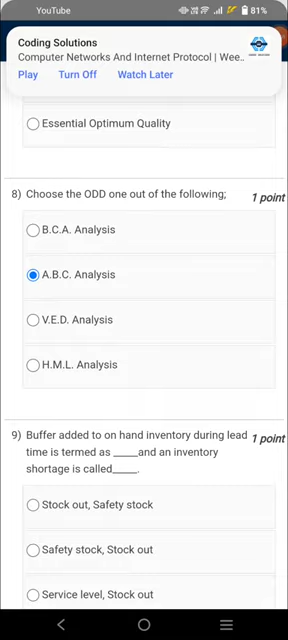 YouTube
81%
Coding Solutions
Computer Networks And Internet Protocol | Wee..
Play Turn Off Watch Later
Essential Optimum Quality
8) Choose the ODD one out of the following; 1 point
B.C.A. Analysis
A.B.C. Analysis
V.E.D. Analysis
H.M.L. Analysis
9) Buffer added to on hand inventory during lead 1 point
time is termed as _____and an inventory
shortage is called_____.
Stock out, Safety stock
Safety stock, Stock out
Service level, Stock out